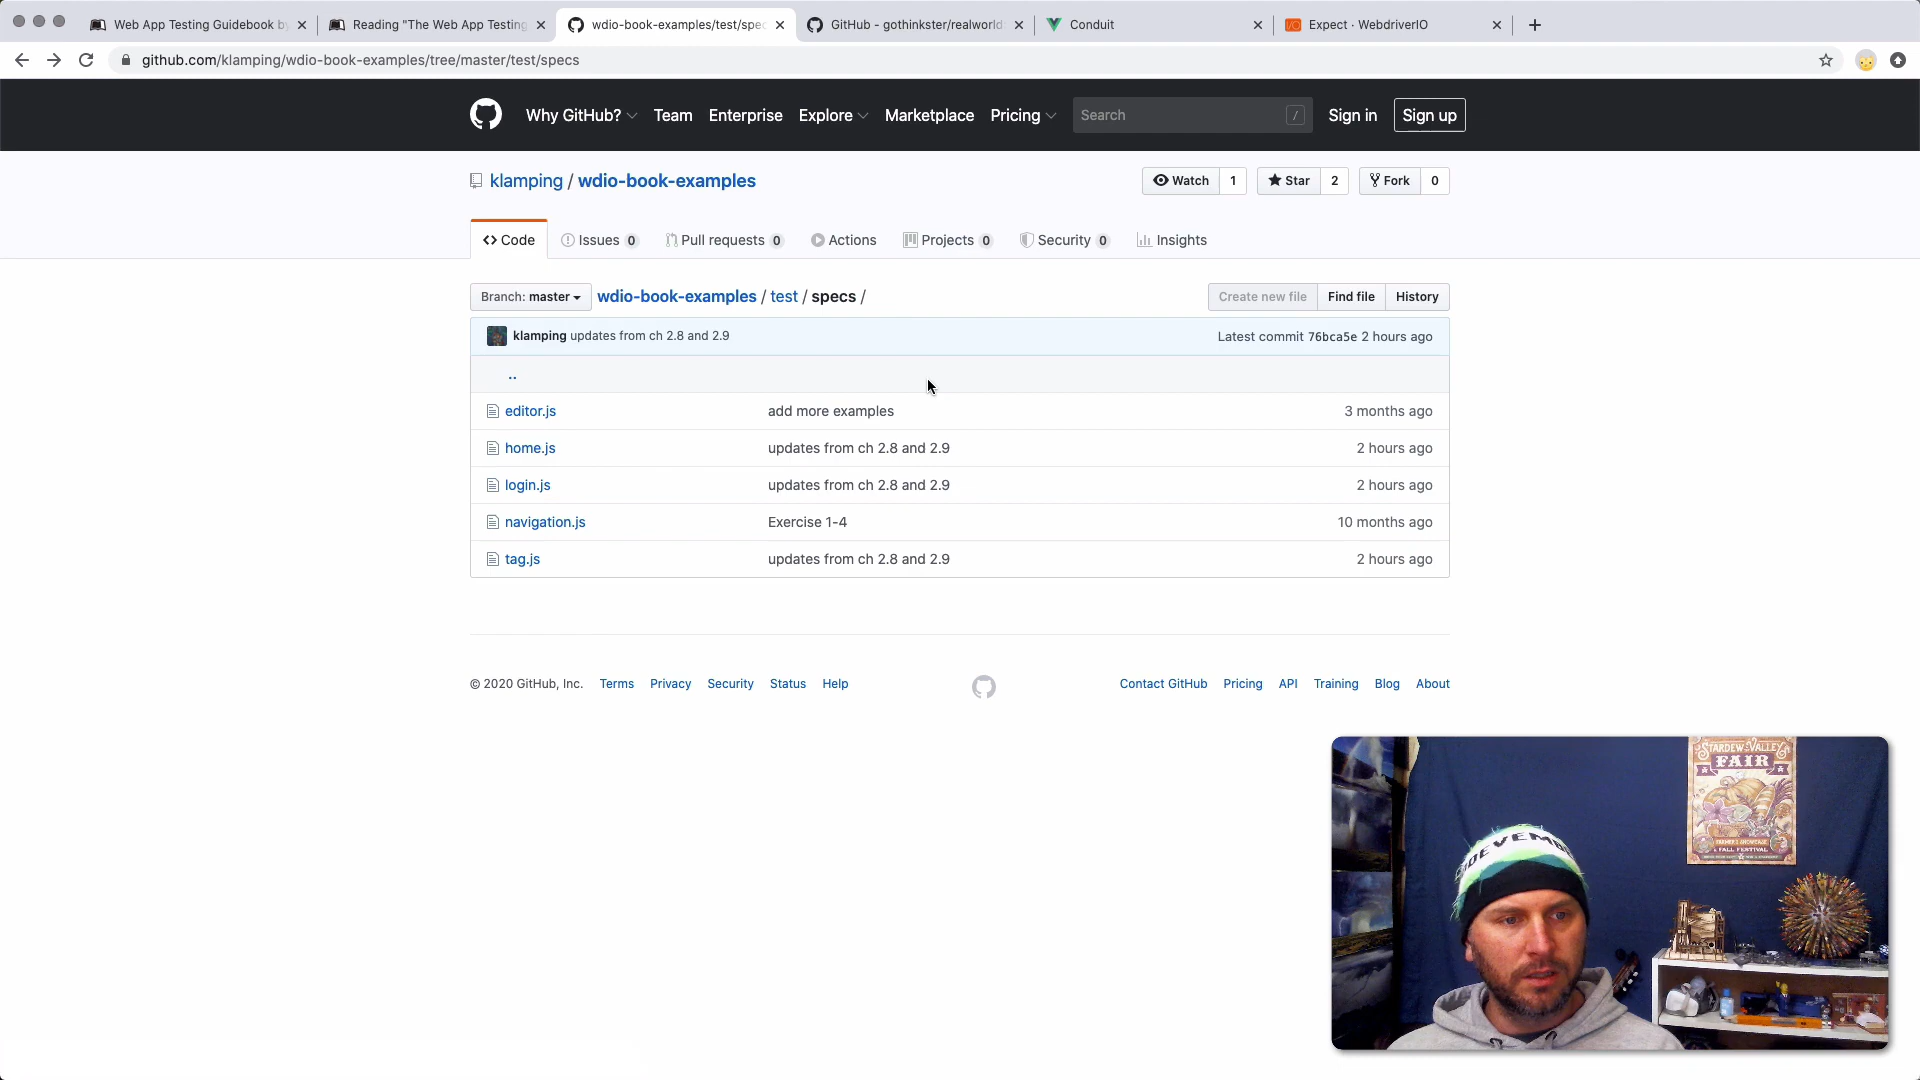 Web App Testing Guidebook by
Reading "The Web App Testing
wdio-book-examples/test/spec
GitHub - gothinkster/realworld
Conduit
Expect · WebdriverIO
github.com/klamping/wdio-book-examples/tree/master/test/specs
Why GitHub? Team Enterprise Explore Marketplace Pricing Search / Sign in Sign up
klamping / wdio-book-examples
Watch 1 Star 2 Fork 0
Code Issues 0 Pull requests 0 Actions Projects 0 Security 0 Insights
Branch: master wdio-book-examples / test / specs /
Create new file Find file History
klamping updates from ch 2.8 and 2.9 Latest commit 76bca5e 2 hours ago
..
editor.js add more examples 3 months ago
home.js updates from ch 2.8 and 2.9 2 hours ago
login.js updates from ch 2.8 and 2.9 2 hours ago
navigation.js Exercise 1-4 10 months ago
tag.js updates from ch 2.8 and 2.9 2 hours ago
© 2020 GitHub, Inc. Terms Privacy Security Status Help
Contact GitHub Pricing API Training Blog About
STARDEW VALLEY
FAIR
FALL FESTIVAL